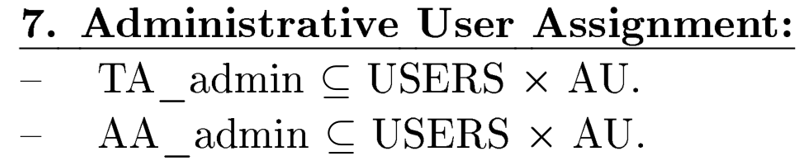 7. Administrative User Assignment:
– TA_admin ⊆ USERS × AU.
– AA_admin ⊆ USERS × AU.